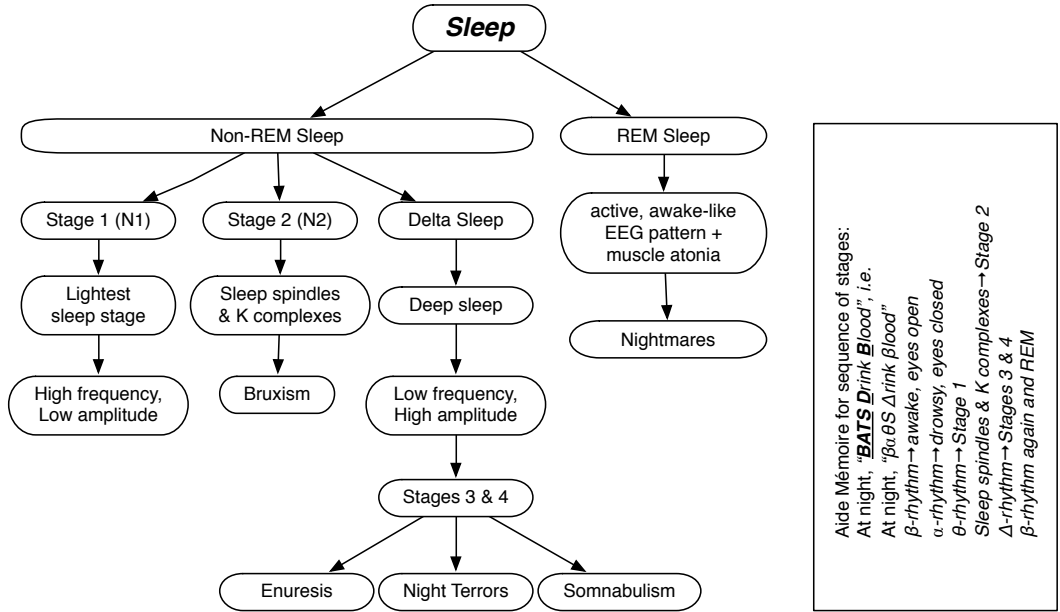 Sleep
Non-REM Sleep
REM Sleep
Stage 1 (N1)
Stage 2 (N2)
Delta Sleep
active, awake-like
EEG pattern +
muscle atonia
Lightest
sleep stage
Sleep spindles
& K complexes
Deep sleep
Nightmares
High frequency,
Low amplitude
Bruxism
Low frequency,
High amplitude
Stages 3 & 4
Enuresis
Night Terrors
Somnabulism
Aide Mémoire for sequence of stages:
At night, "BATS Drink Blood", i.e.
At night, "βαθS Δrink βlood"
β-rhythm→awake, eyes open
α-rhythm→drowsy, eyes closed
θ-rhythm→Stage 1
Sleep spindles & K complexes→Stage 2
Δ-rhythm→Stages 3 & 4
β-rhythm again and REM